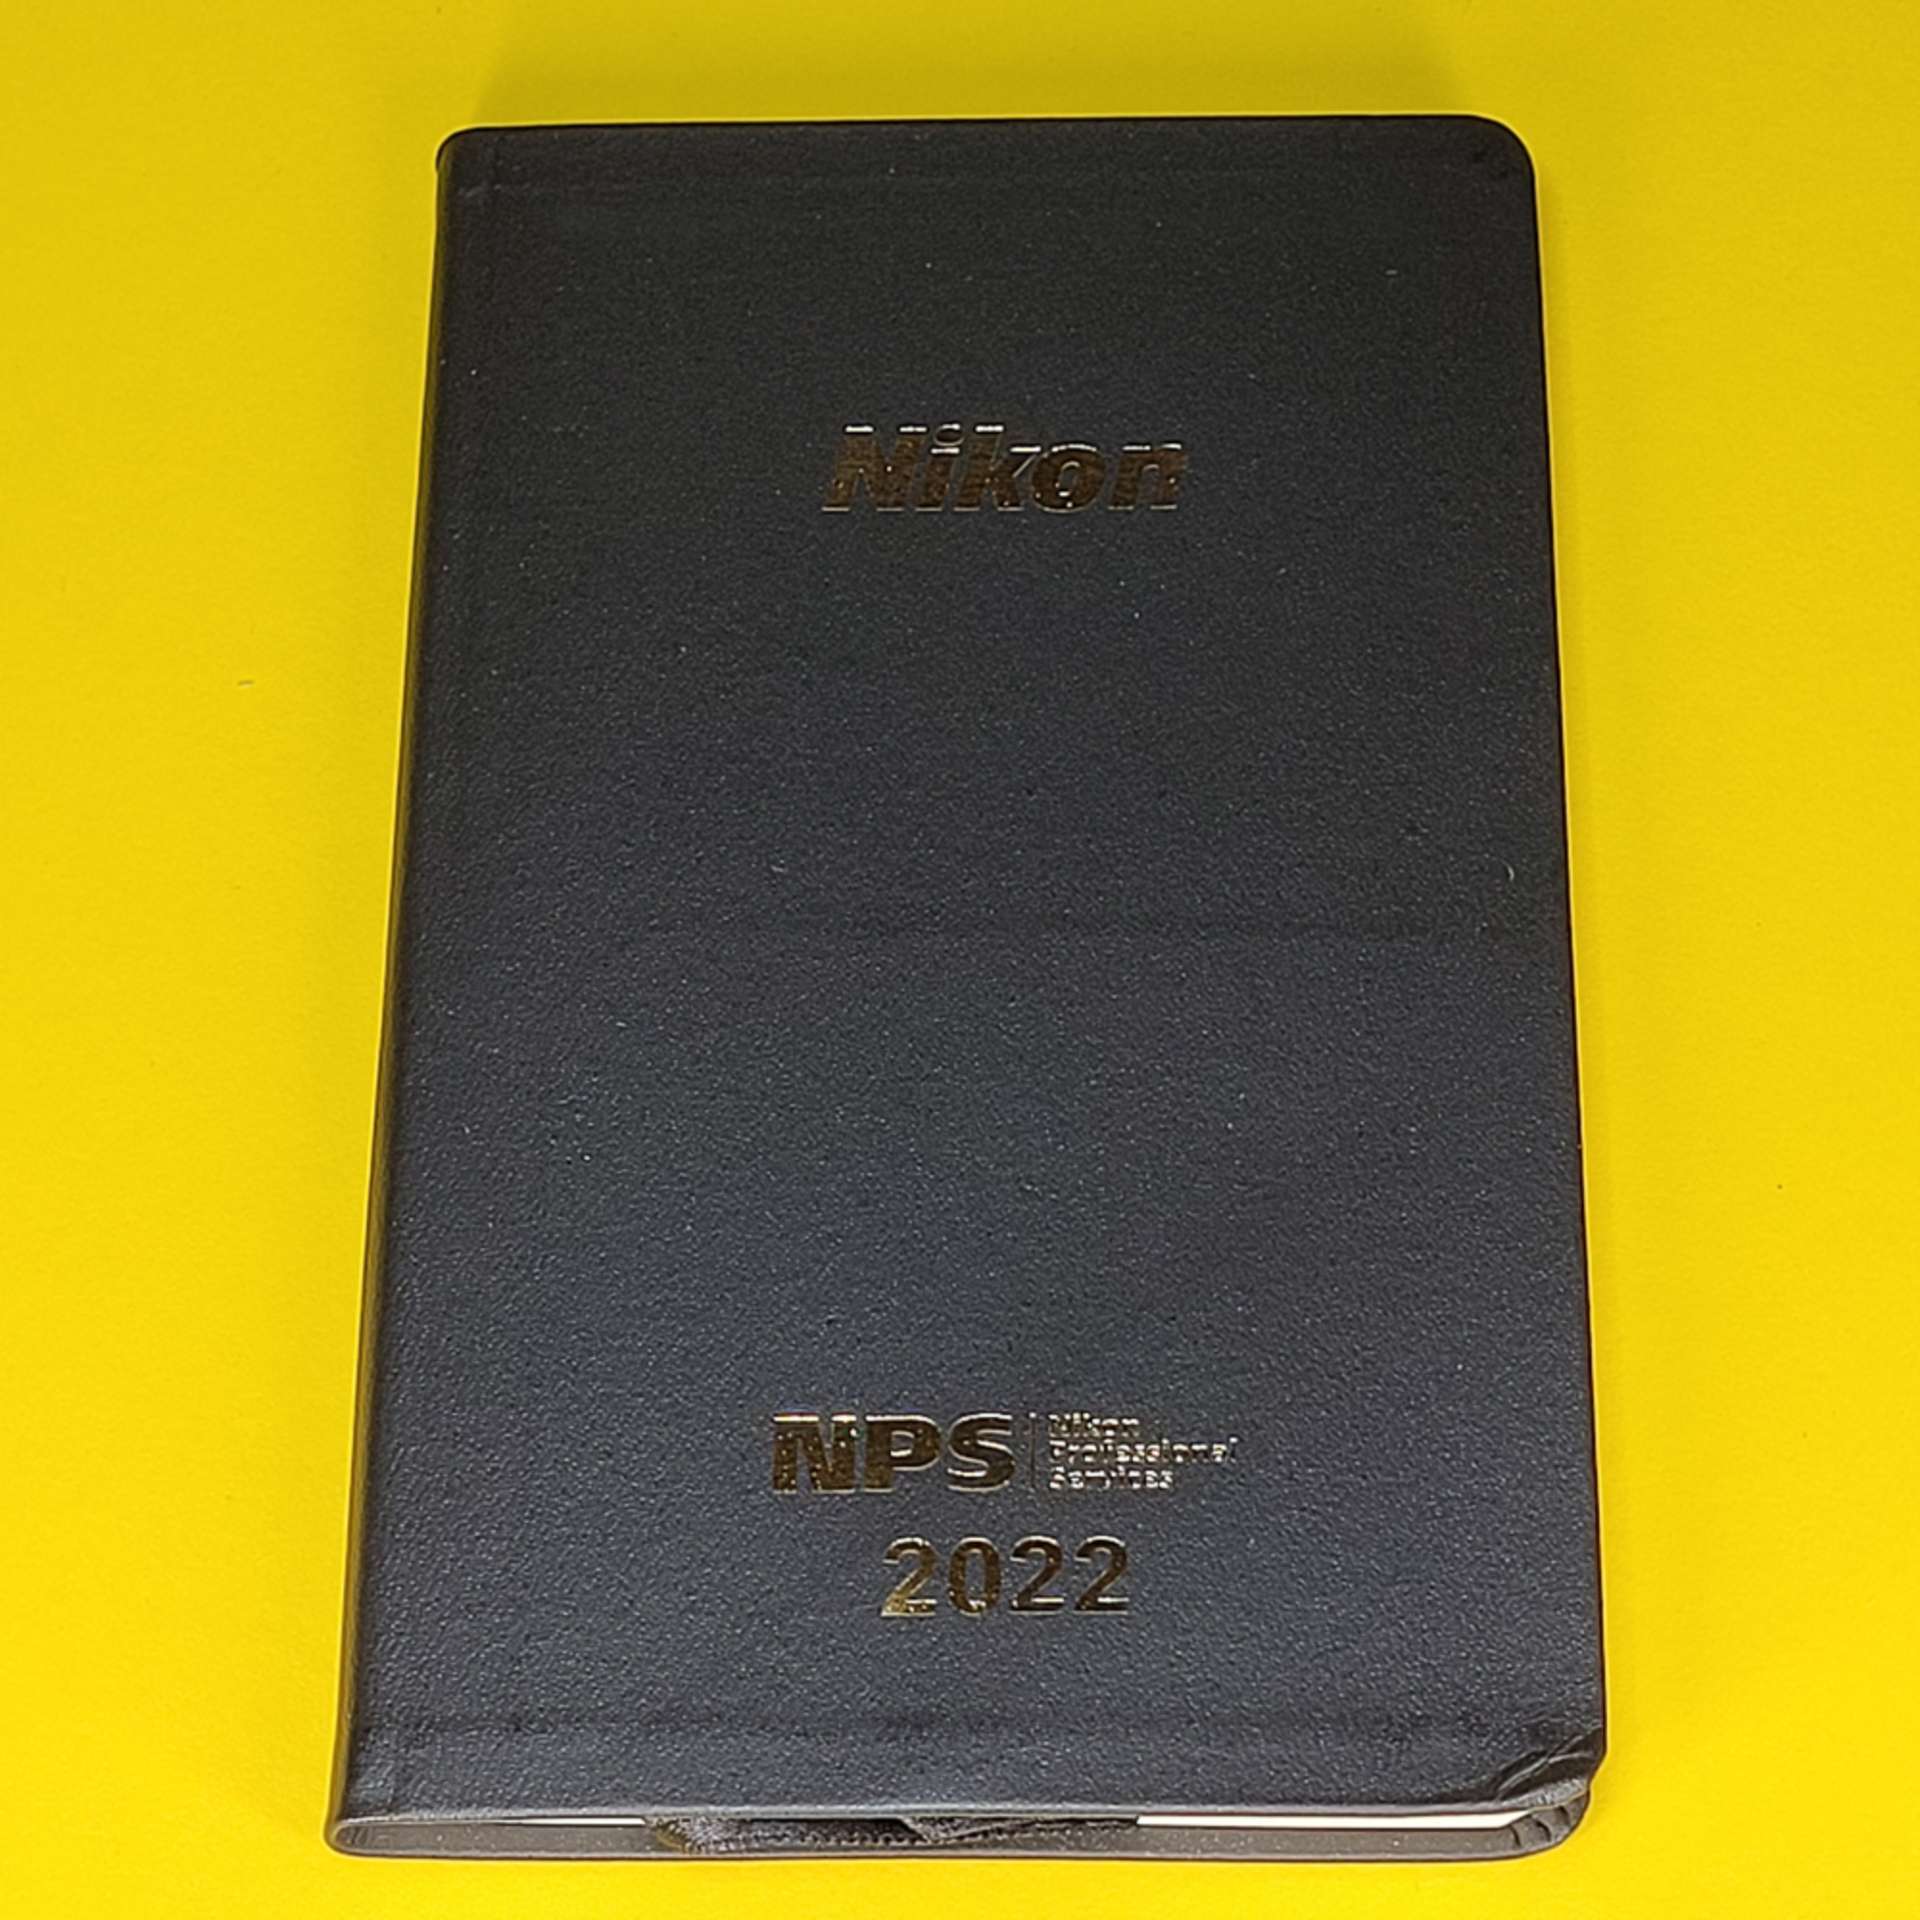 Nikon
NPS
Nikon
Professional
Services
2022